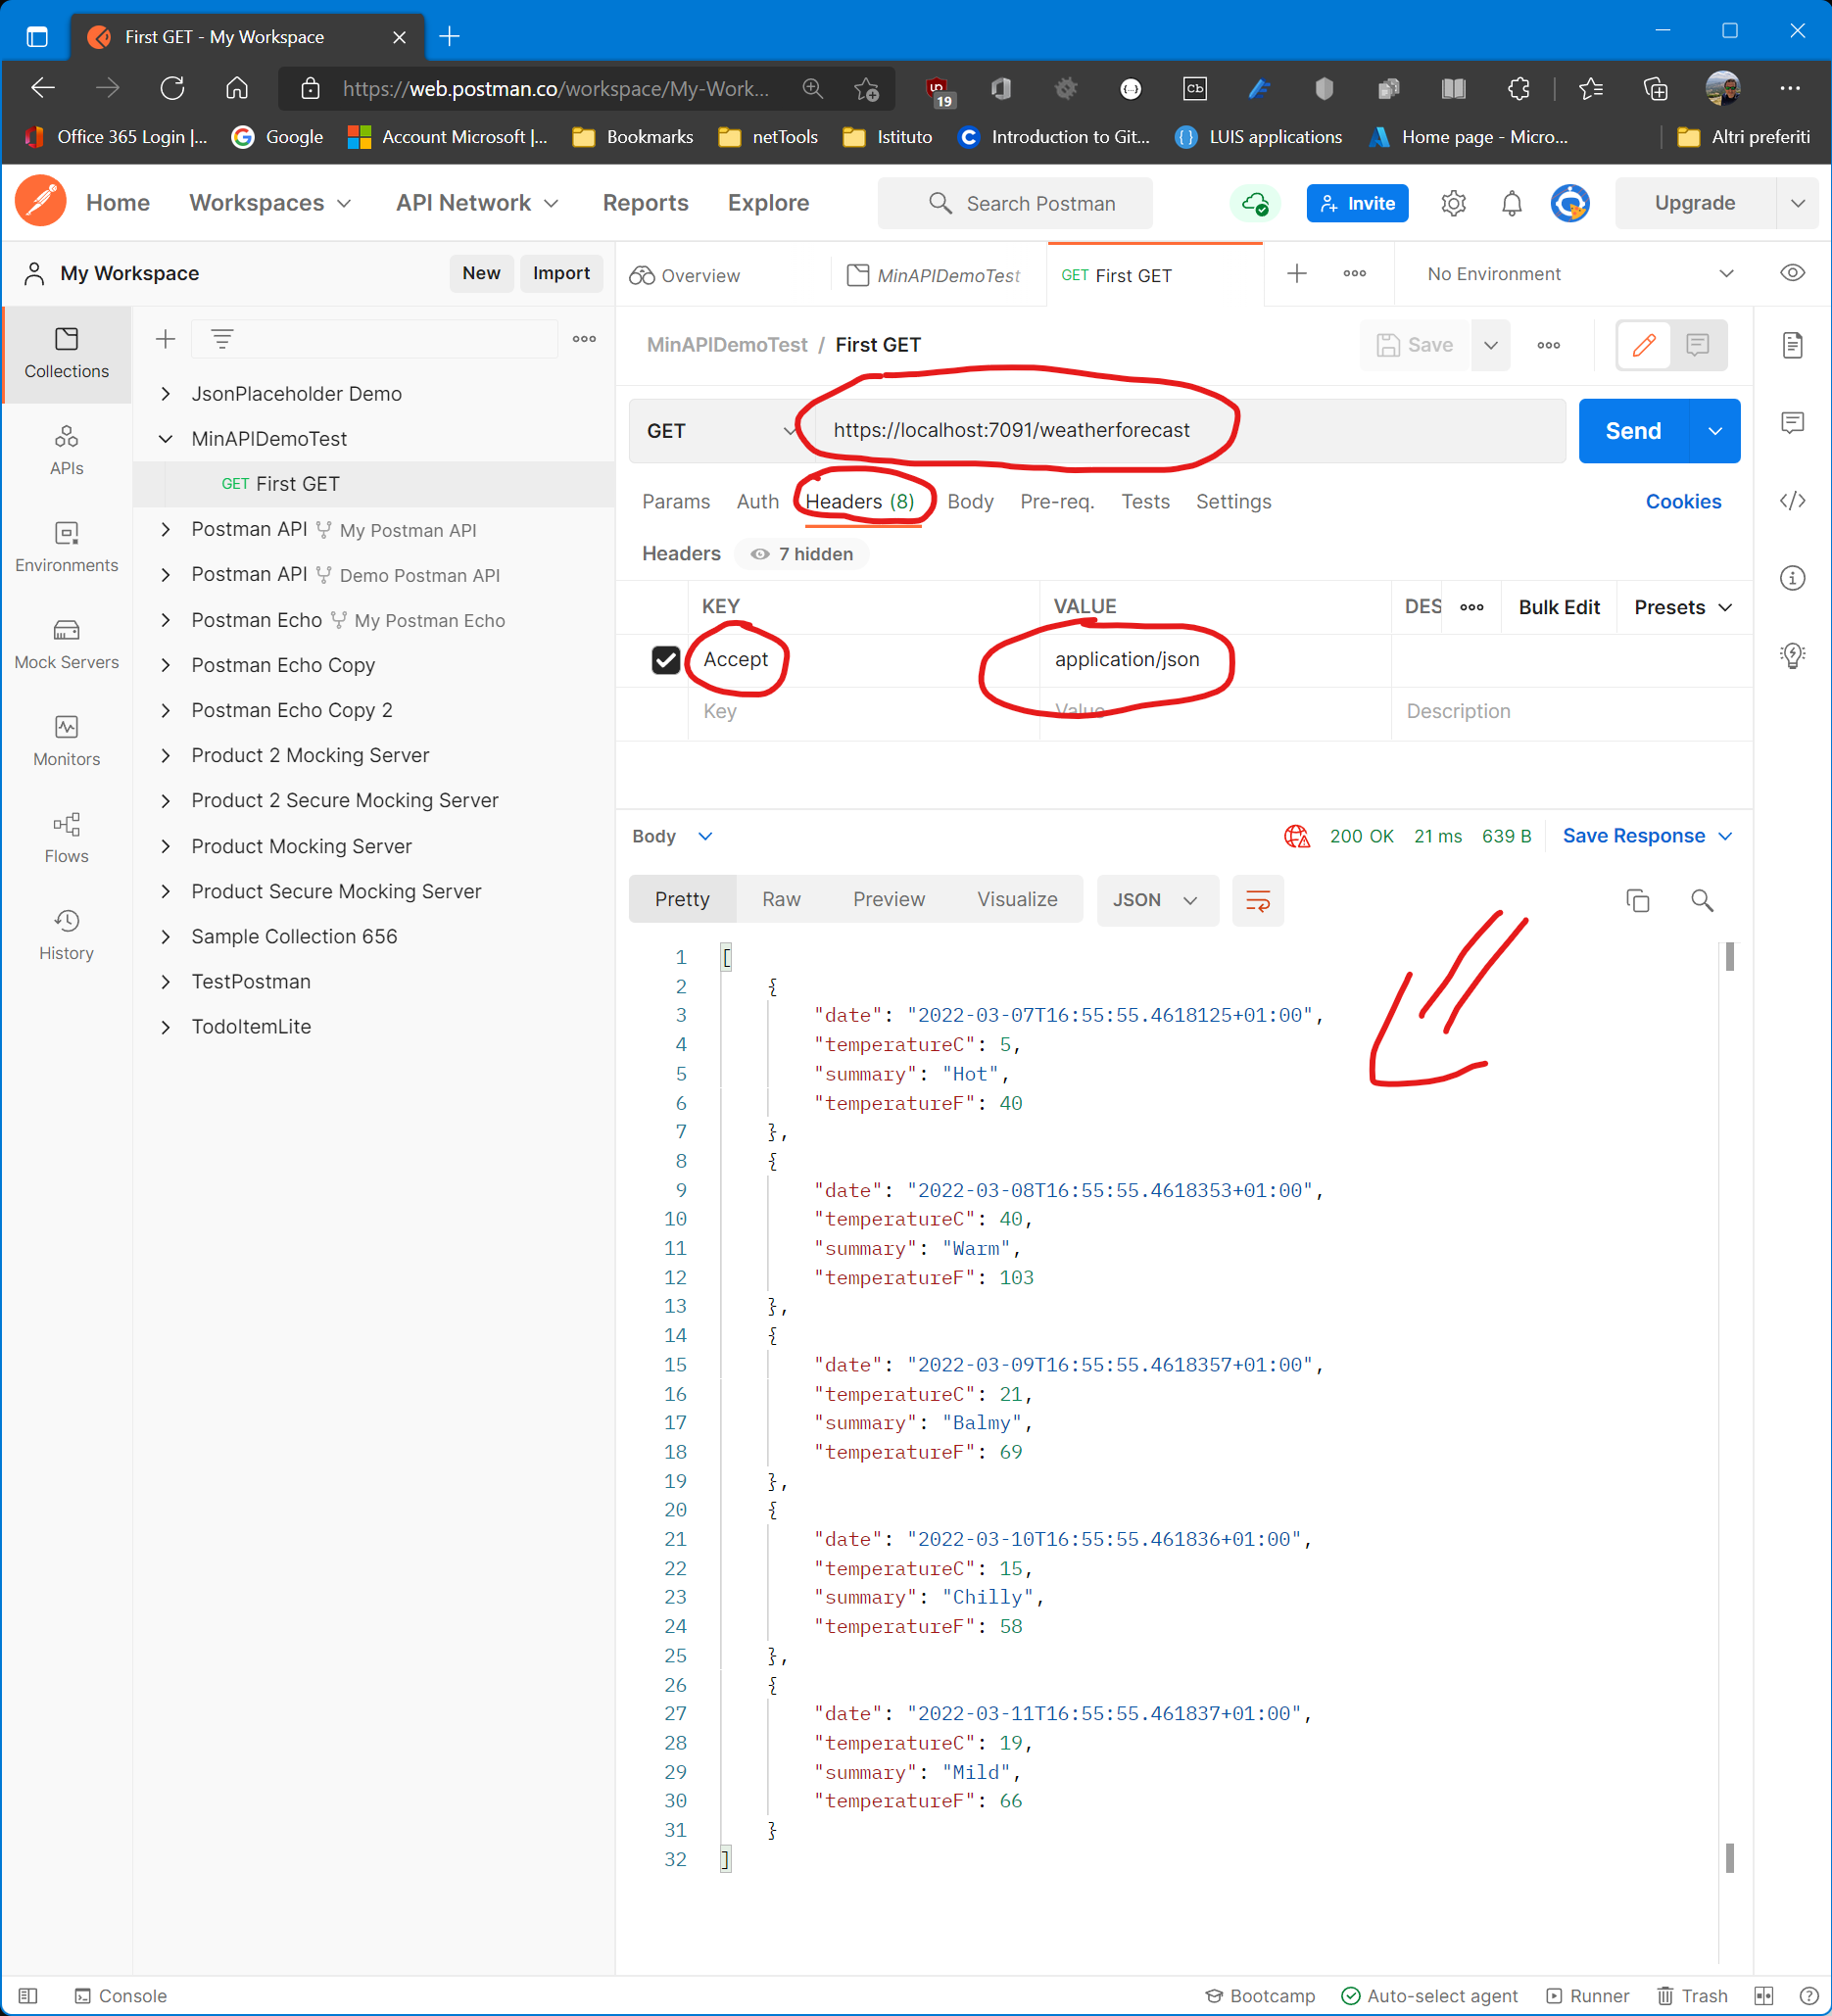 First GET - My Workspace
https://web.postman.co/workspace/My-Work...
19
Office 365 Login |...
Google
Account Microsoft |...
Bookmarks
netTools
Istituto
Introduction to Git...
LUIS applications
Home page - Micro...
Altri preferiti
Home
Workspaces
API Network
Reports
Explore
Search Postman
Invite
Upgrade
My Workspace
New
Import
Overview
MinAPIDemoTest
GET First GET
No Environment
Collections
APIs
Environments
Mock Servers
Monitors
Flows
History
JsonPlaceholder Demo
MinAPIDemoTest
GET First GET
Postman API My Postman API
Postman API Demo Postman API
Postman Echo My Postman Echo
Postman Echo Copy
Postman Echo Copy 2
Product 2 Mocking Server
Product 2 Secure Mocking Server
Product Mocking Server
Product Secure Mocking Server
Sample Collection 656
TestPostman
TodoItemLite
MinAPIDemoTest / First GET
Save
GET
https://localhost:7091/weatherforecast
Send
Params
Auth
Headers (8)
Body
Pre-req.
Tests
Settings
Cookies
Headers
7 hidden
KEY
VALUE
DES
Bulk Edit
Presets
Accept
application/json
Key
Value
Description
Body
200 OK
21 ms
639 B
Save Response
Pretty
Raw
Preview
Visualize
JSON
1 [
2 {
3 "date": "2022-03-07T16:55:55.4618125+01:00",
4 "temperatureC": 5,
5 "summary": "Hot",
6 "temperatureF": 40
7 },
8 {
9 "date": "2022-03-08T16:55:55.4618353+01:00",
10 "temperatureC": 40,
11 "summary": "Warm",
12 "temperatureF": 103
13 },
14 {
15 "date": "2022-03-09T16:55:55.4618357+01:00",
16 "temperatureC": 21,
17 "summary": "Balmy",
18 "temperatureF": 69
19 },
20 {
21 "date": "2022-03-10T16:55:55.461836+01:00",
22 "temperatureC": 15,
23 "summary": "Chilly",
24 "temperatureF": 58
25 },
26 {
27 "date": "2022-03-11T16:55:55.461837+01:00",
28 "temperatureC": 19,
29 "summary": "Mild",
30 "temperatureF": 66
31 }
32 ]
Console
Bootcamp
Auto-select agent
Runner
Trash